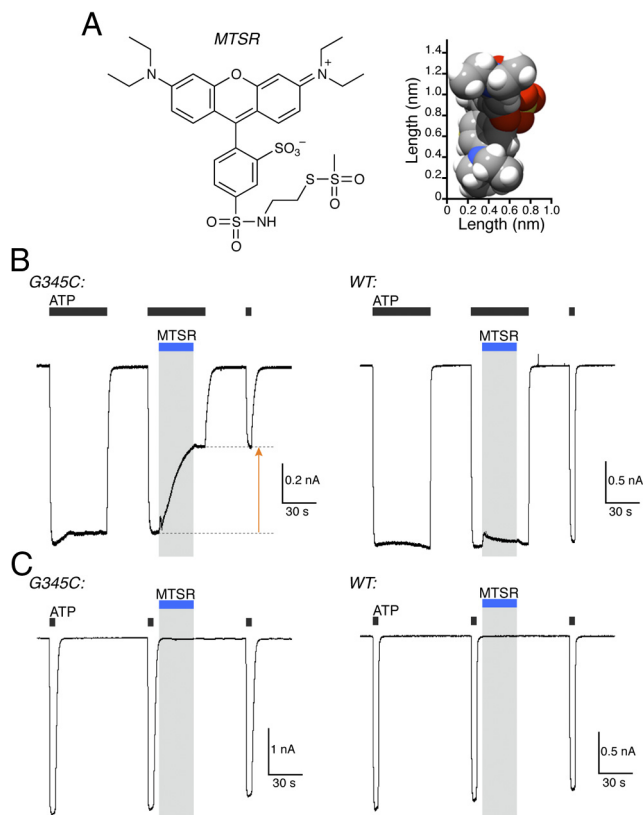 A
MTSR
N
O
N
+
SO3−
S
S
O
O
O
S
NH
O
1.4
1.2
1.0
0.8
0.6
0.4
0.2
0
Length (nm)
0 0.2 0.4 0.6 0.8 1.0
Length (nm)
B
G345C:
ATP
MTSR
0.2 nA
30 s
WT:
ATP
MTSR
0.5 nA
30 s
C
G345C:
ATP
MTSR
1 nA
30 s
WT:
ATP
MTSR
0.5 nA
30 s